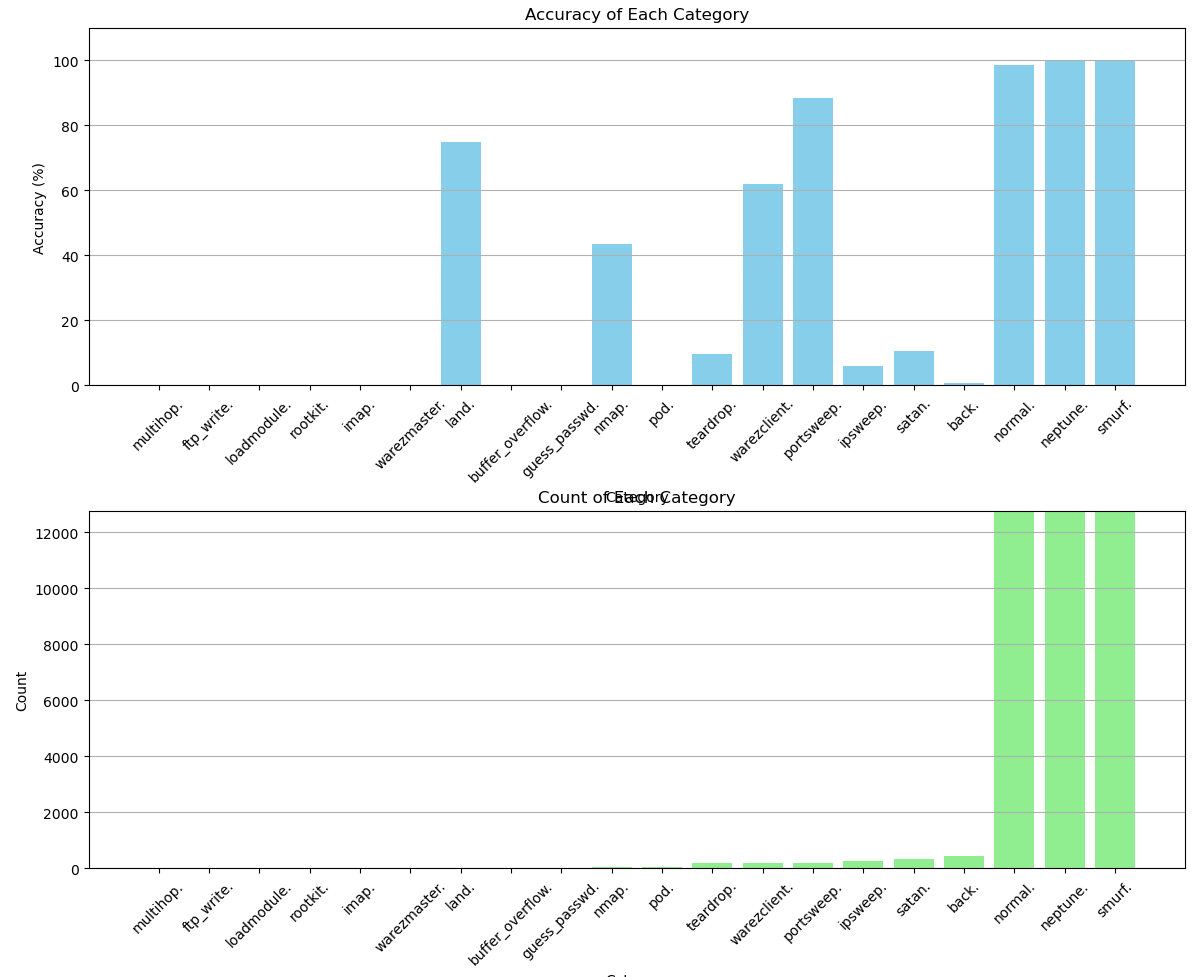 Accuracy of Each Category
Accuracy (%)
100
80
60
40
20
0
multihop.
ftp_write.
loadmodule.
rootkit.
imap.
warezmaster.
land.
buffer_overflow.
guess_passwd.
nmap.
pod.
teardrop.
warezclient.
portsweep.
ipsweep.
satan.
back.
normal.
neptune.
smurf.
Category
Count of Each Category
Count
12000
10000
8000
6000
4000
2000
0
multihop.
ftp_write.
loadmodule.
rootkit.
imap.
warezmaster.
land.
buffer_overflow.
guess_passwd.
nmap.
pod.
teardrop.
warezclient.
portsweep.
ipsweep.
satan.
back.
normal.
neptune.
smurf.